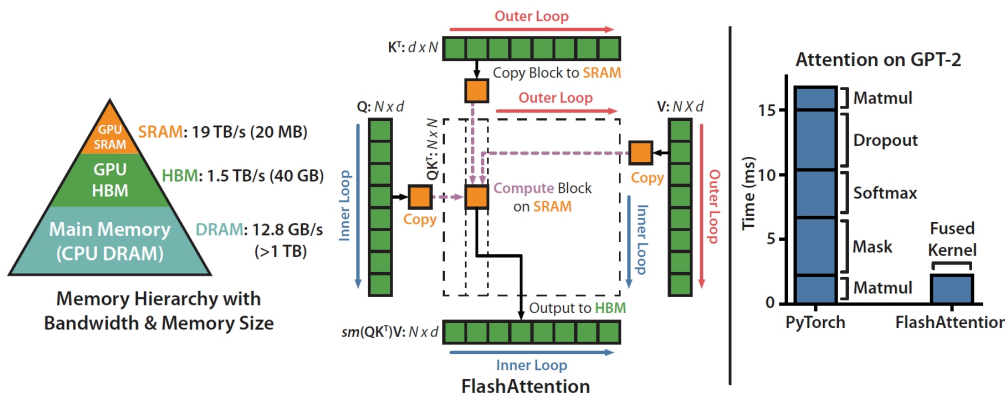 GPU
SRAM
GPU
HBM
Main Memory
(CPU DRAM)
SRAM: 19 TB/s (20 MB)
HBM: 1.5 TB/s (40 GB)
DRAM: 12.8 GB/s
(>1 TB)
Memory Hierarchy with
Bandwidth & Memory Size
Outer Loop
Kᵀ: d x N
Copy Block to SRAM
Outer Loop
Q: N x d
V: N X d
QKᵀ: N x N
Inner Loop
Copy
Compute Block
on SRAM
Copy
Inner Loop
Outer Loop
Output to HBM
sm(QKᵀ)V: N x d
Inner Loop
FlashAttention
Attention on GPT-2
Time (ms)
15
10
5
0
Matmul
Dropout
Softmax
Mask
Matmul
Fused
Kernel
PyTorch
FlashAttention